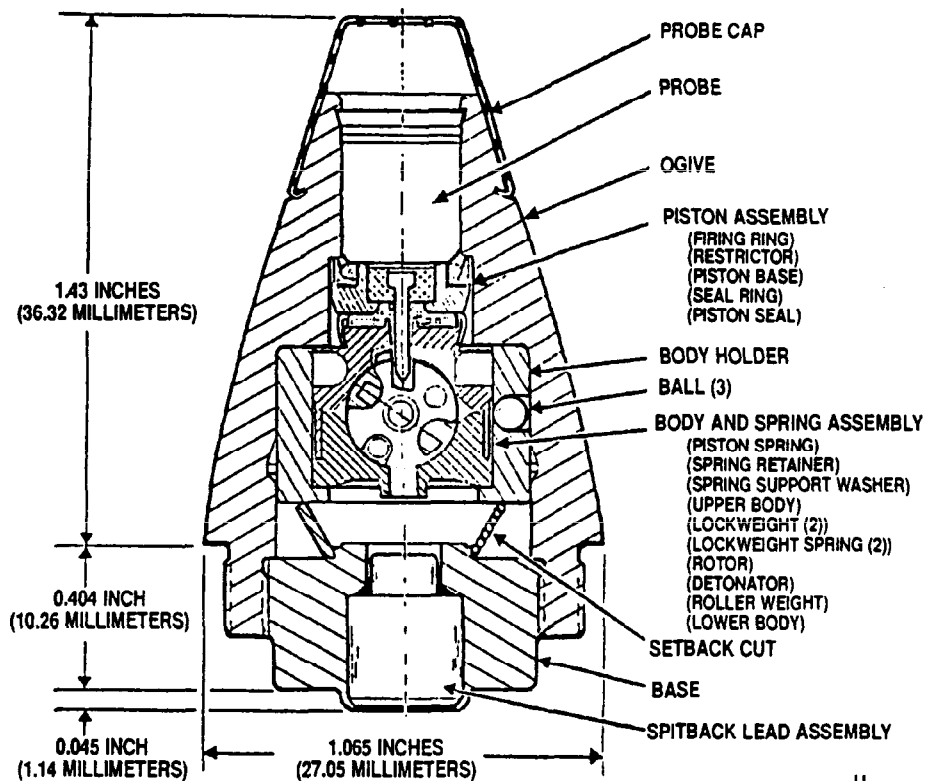 PROBE CAP
PROBE
OGIVE
PISTON ASSEMBLY
(FIRING RING)
(RESTRICTOR)
(PISTON BASE)
(SEAL RING)
(PISTON SEAL)
1.43 INCHES
(36.32 MILLIMETERS)
BODY HOLDER
BALL (3)
BODY AND SPRING ASSEMBLY
(PISTON SPRING)
(SPRING RETAINER)
(SPRING SUPPORT WASHER)
(UPPER BODY)
(LOCKWEIGHT (2))
(LOCKWEIGHT SPRING (2))
(ROTOR)
(DETONATOR)
(ROLLER WEIGHT)
(LOWER BODY)
0.404 INCH
(10.26 MILLIMETERS)
SETBACK CUT
BASE
SPITBACK LEAD ASSEMBLY
0.045 INCH
(1.14 MILLIMETERS)
1.065 INCHES
(27.05 MILLIMETERS)